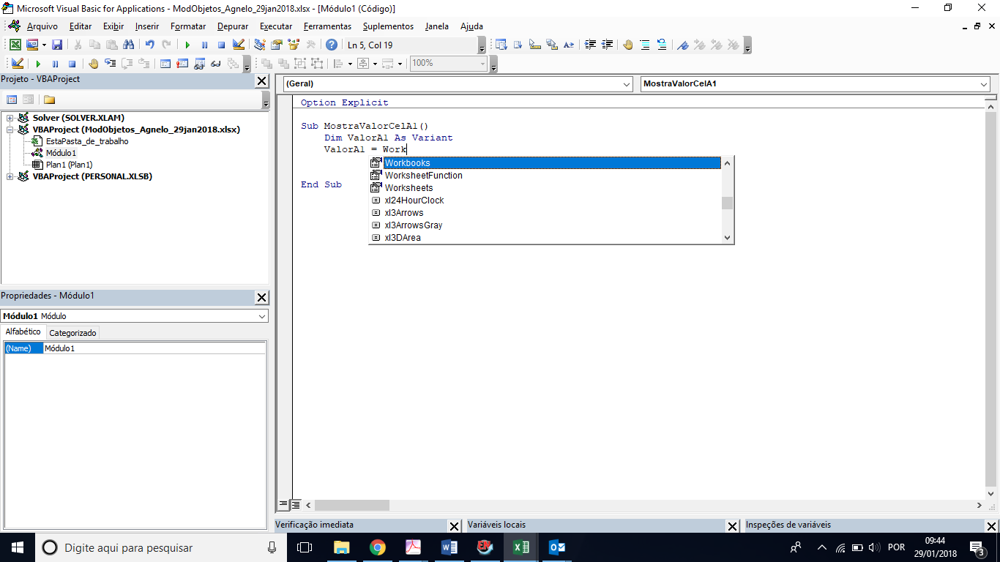 Microsoft Visual Basic for Applications - ModObjetos_Agnelo_29jan2018.xlsx - [Módulo1 (Código)]
Arquivo Editar Exibir Inserir Formatar Depurar Executar Ferramentas Suplementos Janela Ajuda
Ln 5, Col 19
100%
Projeto - VBAProject
(Geral)
MostraValorCelA1
Solver (SOLVER.XLAM)
VBAProject (ModObjetos_Agnelo_29jan2018.xlsx)
EstaPasta_de_trabalho
Módulo1
Plan1 (Plan1)
VBAProject (PERSONAL.XLSB)
Option Explicit
Sub MostraValorCelA1()
Dim ValorA1 As Variant
ValorA1 = Work
Workbooks
WorksheetFunction
Worksheets
xl24HourClock
xl3Arrows
xl3ArrowsGray
xl3DArea
End Sub
Propriedades - Módulo1
Módulo1 Módulo
Alfabético Categorizado
(Name) Módulo1
Verificação imediata
Variáveis locais
Inspeções de variáveis
Digite aqui para pesquisar
POR
09:44
29/01/2018
3